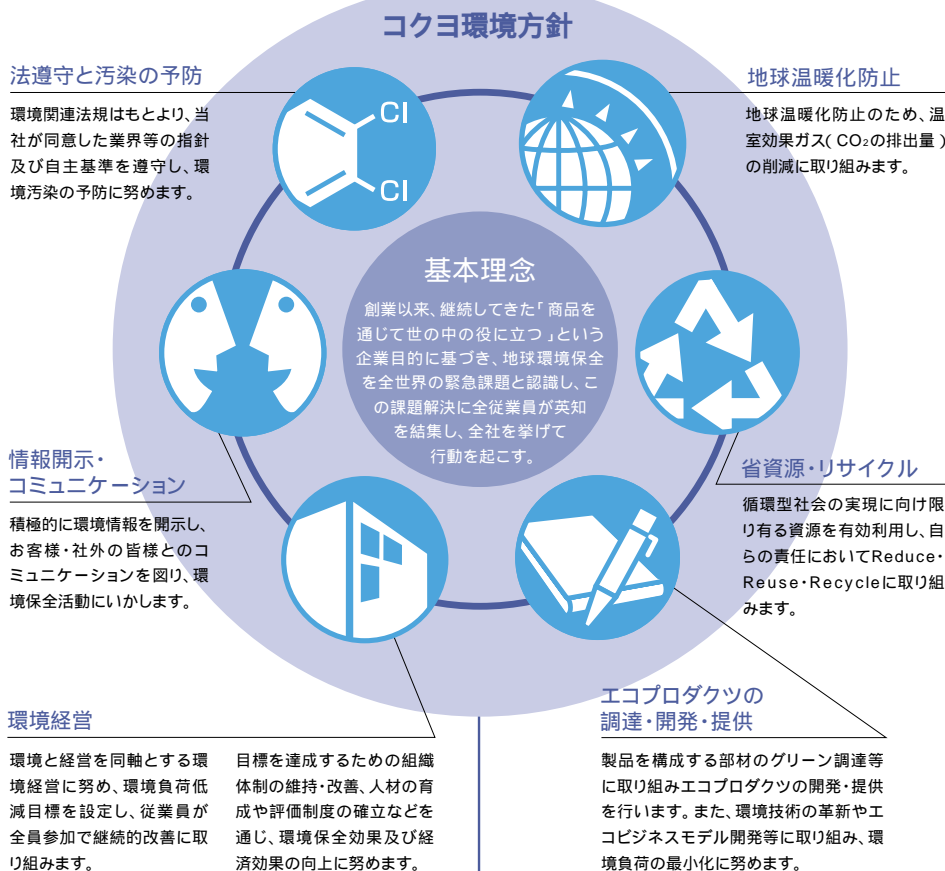 コクヨ環境方針
法遵守と汚染の予防
環境関連法規はもとより、当
社が同意した業界等の指針
及び自主基準を遵守し、環
境汚染の予防に努めます。
Cl
Cl
地球温暖化防止
地球温暖化防止のため、温
室効果ガス(CO₂の排出量)
の削減に取り組みます。
基本理念
創業以来、継続してきた「商品を
通じて世の中の役に立つ」という
企業目的に基づき、地球環境保全
を全世界の緊急課題と認識し、こ
の課題解決に全従業員が英知
を結集し、全社を挙げて
行動を起こす。
情報開示・
コミュニケーション
積極的に環境情報を開示し、
お客様・社外の皆様とのコ
ミュニケーションを図り、環
境保全活動にいかします。
省資源・リサイクル
循環型社会の実現に向け限
り有る資源を有効利用し、自
らの責任においてReduce・
Reuse・Recycleに取り組
みます。
環境経営
環境と経営を同軸とする環
境経営に努め、環境負荷低
減目標を設定し、従業員が
全員参加で継続的改善に取
り組みます。
目標を達成するための組織
体制の維持・改善、人材の育
成や評価制度の確立などを
通じ、環境保全効果及び経
済効果の向上に努めます。
エコプロダクツの
調達・開発・提供
製品を構成する部材のグリーン調達等
に取り組みエコプロダクツの開発・提供
を行います。また、環境技術の革新やエ
コビジネスモデル開発等に取り組み、環
境負荷の最小化に努めます。